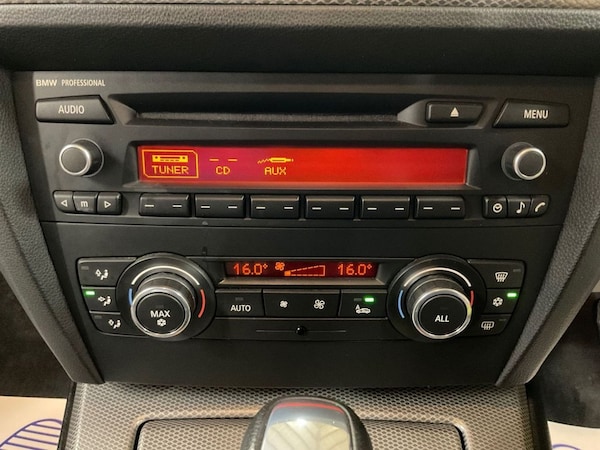 BMW PROFESSIONAL
AUDIO
MENU
TUNER CD AUX
m
16.0° 16.0°
MAX
AUTO
ALL